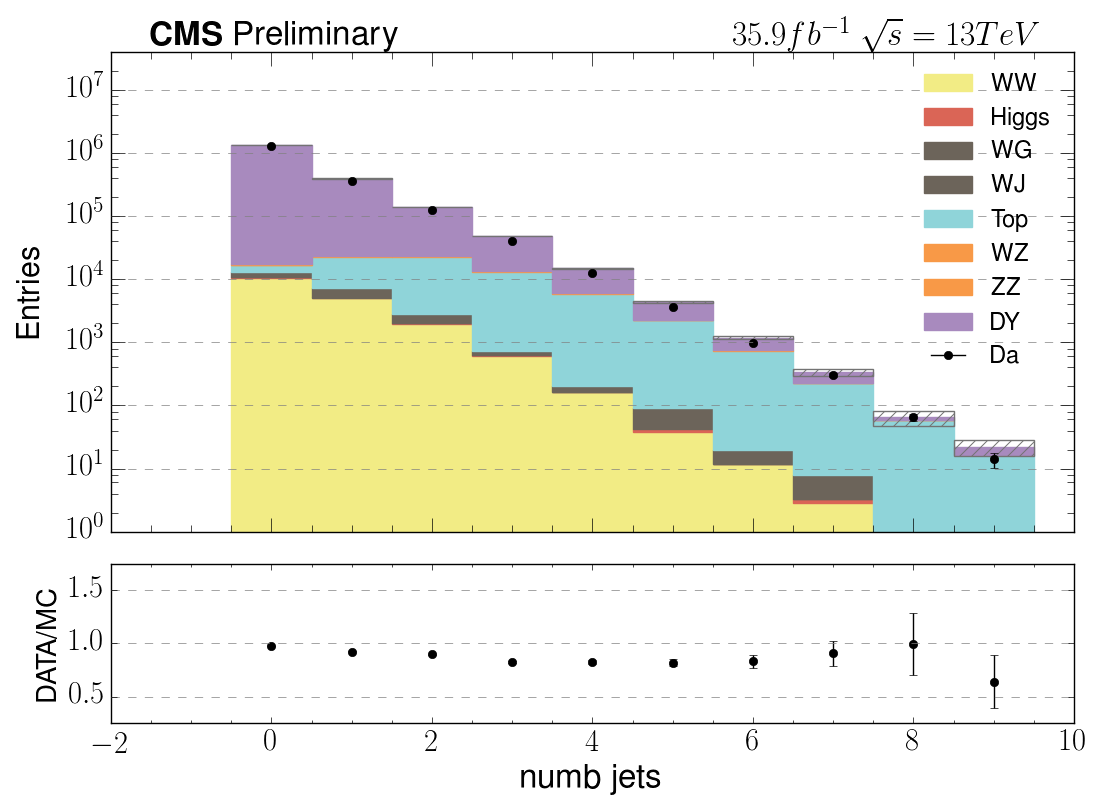 CMS Preliminary 35.9fb⁻¹ √s = 13TeV
Entries
10⁷
10⁶
10⁵
10⁴
10³
10²
10¹
10⁰
WW
Higgs
WG
WJ
Top
WZ
ZZ
DY
Da
DATA/MC
1.5
1.0
0.5
−2 0 2 4 6 8 10
numb jets